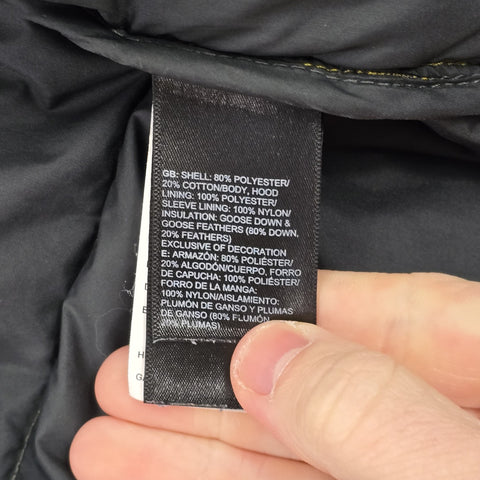 GB: SHELL: 80% POLYESTER/
20% COTTON/BODY, HOOD
LINING: 100% POLYESTER/
SLEEVE LINING: 100% NYLON/
INSULATION: GOOSE DOWN &
GOOSE FEATHERS (80% DOWN,
20% FEATHERS)
EXCLUSIVE OF DECORATION
E: ARMAZÓN: 80% POLIÉSTER/
20% ALGODÓN/CUERPO, FORRO
DE CAPUCHA: 100% POLIÉSTER/
FORRO DE LA MANGA:
100% NYLON/AISLAMIENTO:
PLUMÓN DE GANSO Y PLUMAS
DE GANSO (80% PLUMÓN,
PLUMAS)